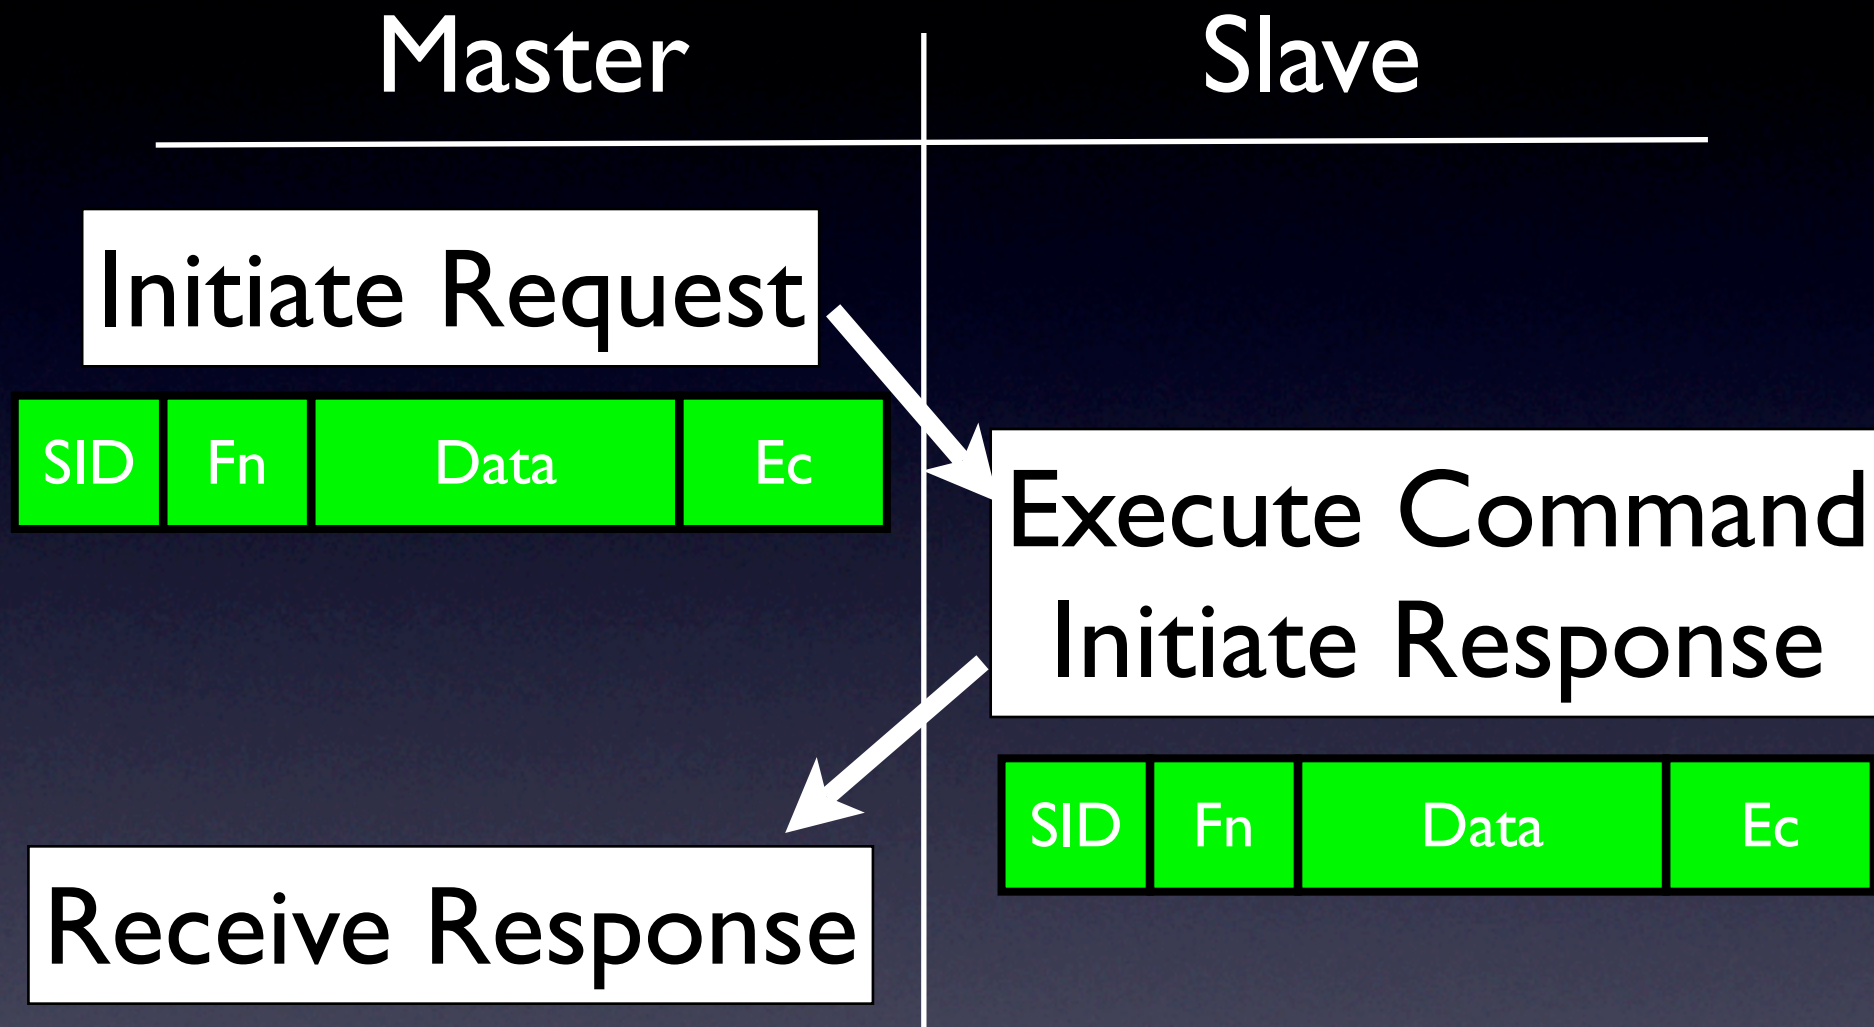 Master
Slave
Initiate Request
SID Fn Data Ec
Execute Command
Initiate Response
SID Fn Data Ec
Receive Response